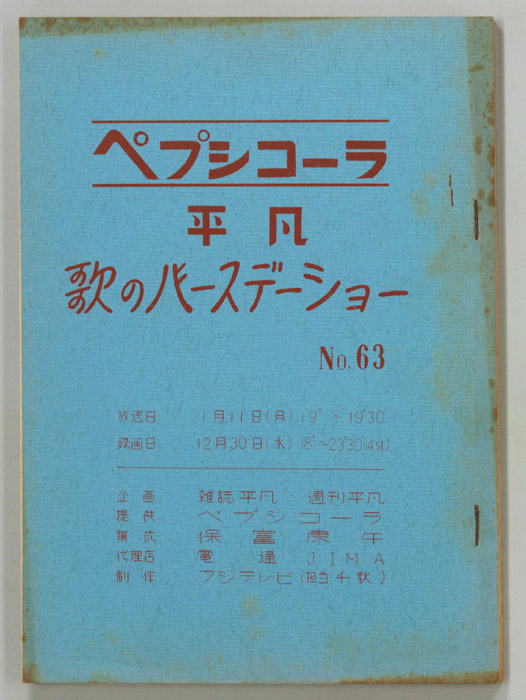 ペプシコーラ
平凡
歌のバースデーショー
No. 63
放送日 1月11日(月) 19°～19°30
録画日 12月30日(水) 18°～23°30(4st)
企画 雑誌平凡・週刊平凡
提供 ペプシコーラ
構成 保富康午
代理店 電通 JIMA
制作 フジテレビ(担当千秋)